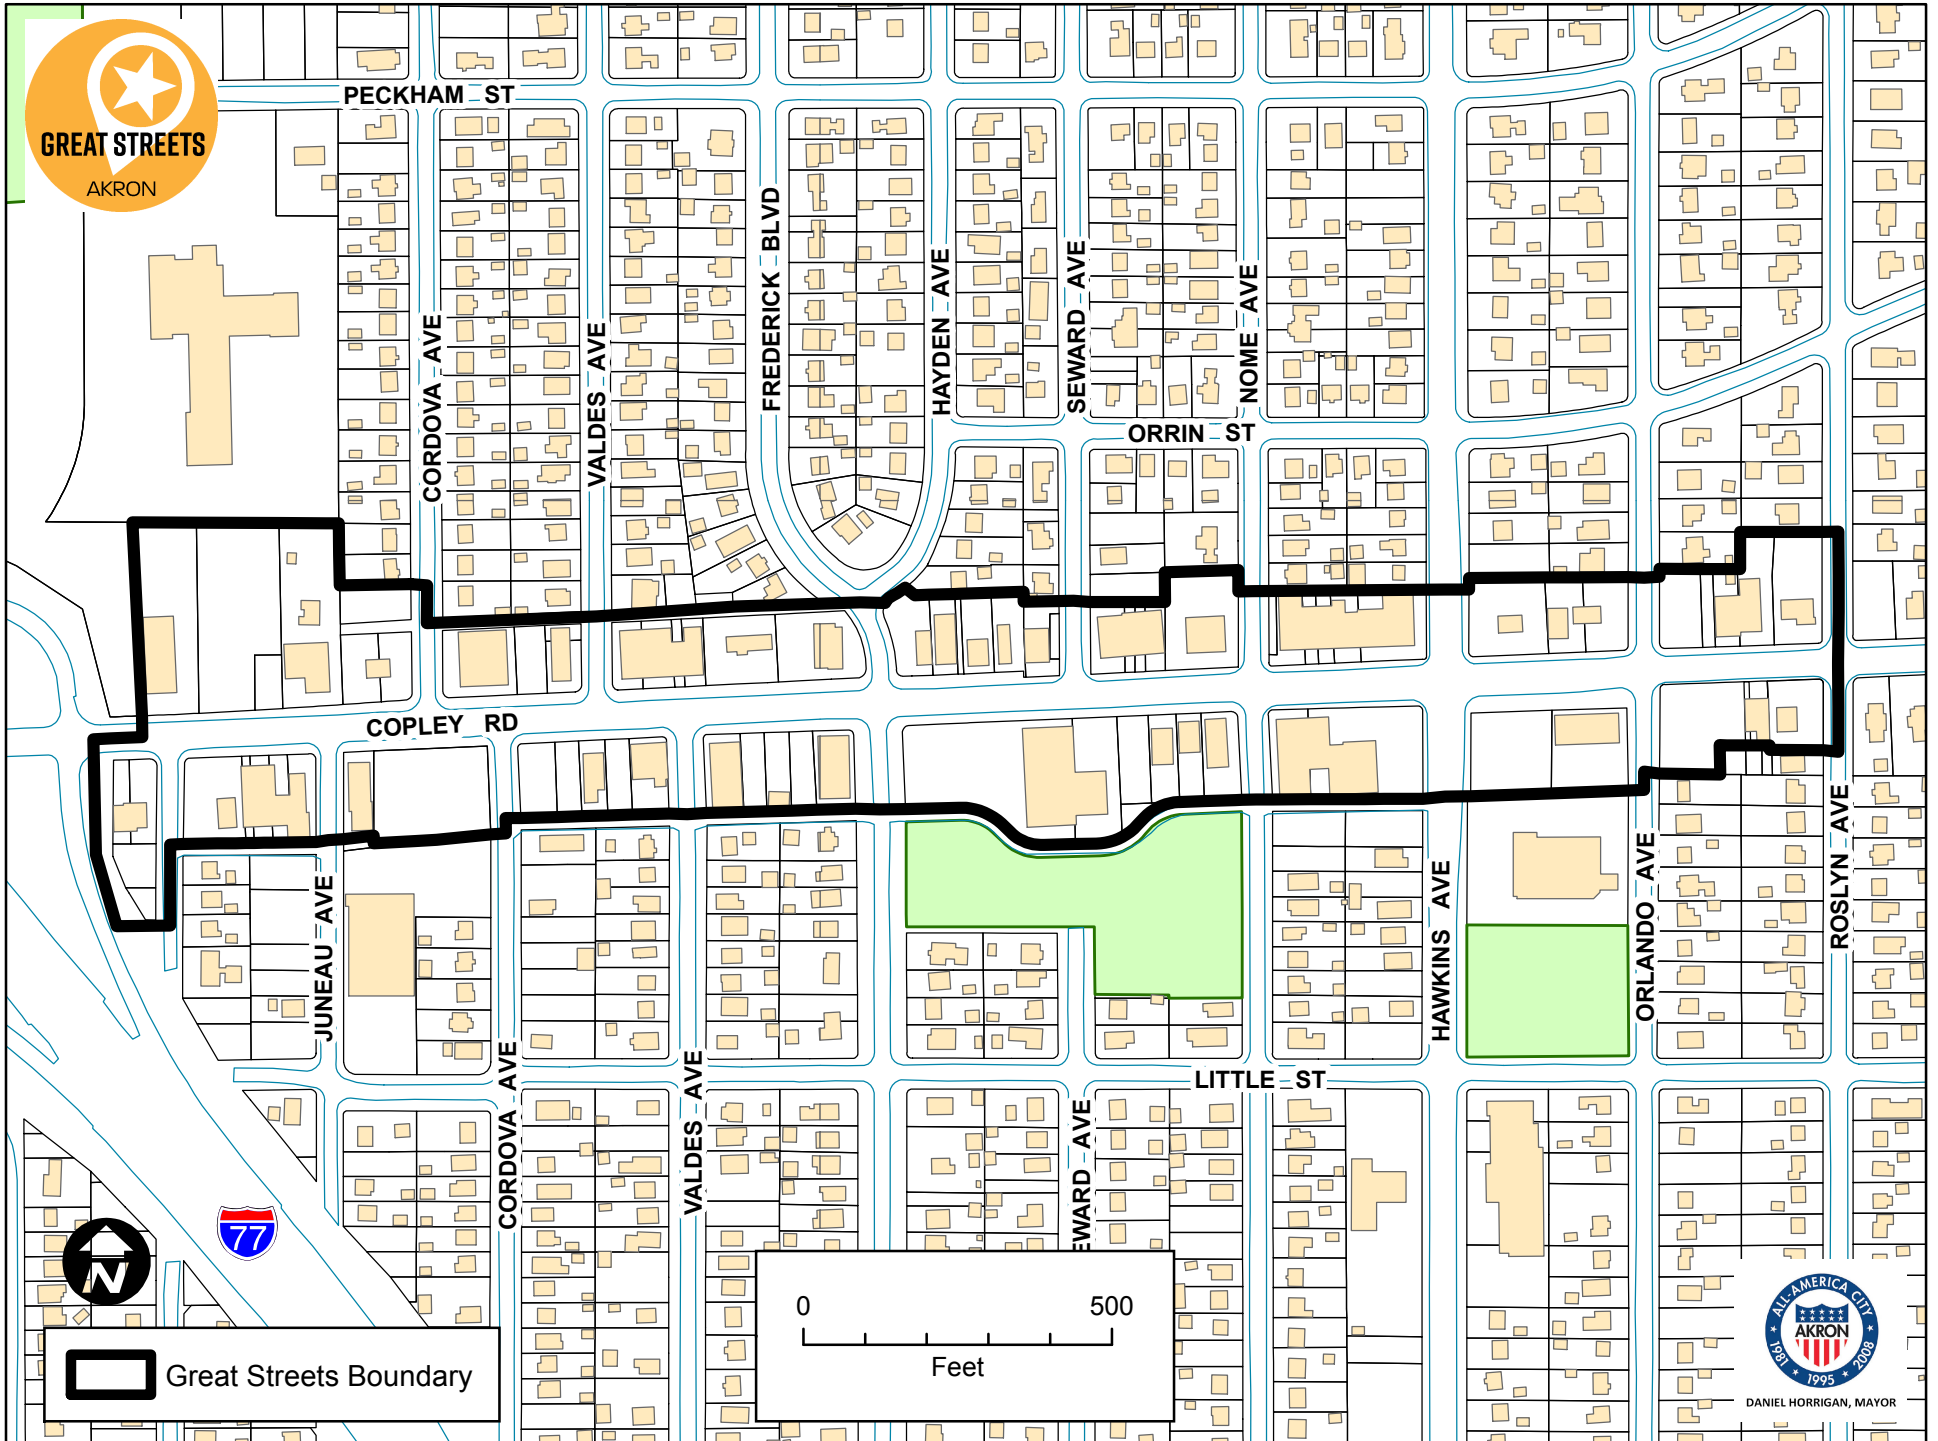 GREAT STREETS
AKRON
PECKHAM ST
CORDOVA AVE
VALDES AVE
FREDERICK BLVD
HAYDEN AVE
SEWARD AVE
NOME AVE
ORRIN ST
COPLEY RD
JUNEAU AVE
CORDOVA AVE
VALDES AVE
EWARD AVE
HAWKINS AVE
ORLANDO AVE
ROSLYN AVE
LITTLE ST
77
N
Great Streets Boundary
0 500
Feet
ALL-AMERICA CITY
AKRON
1981 1995 2008
DANIEL HORRIGAN, MAYOR